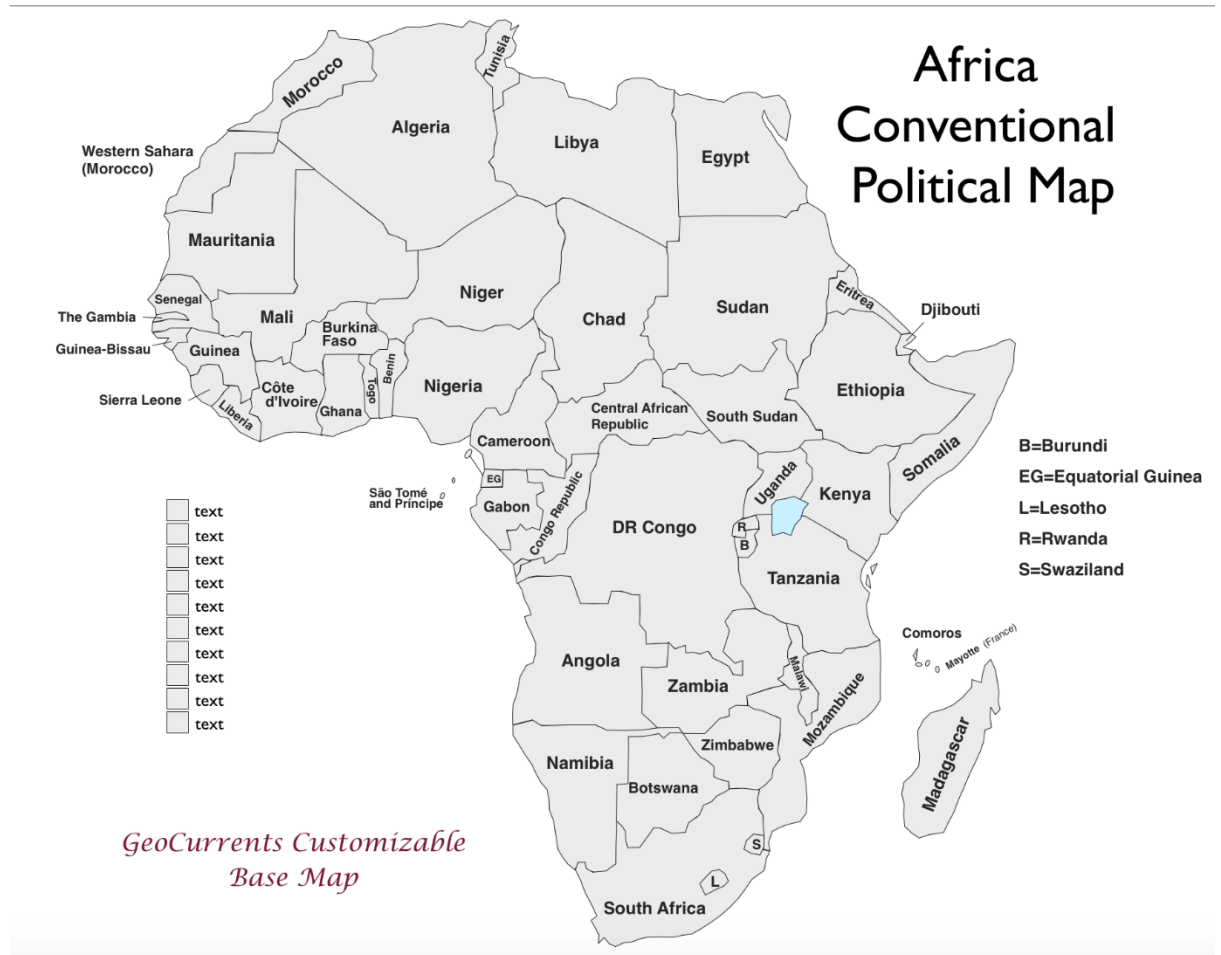 Africa
Conventional
Political Map
Tunisia
Morocco
Algeria
Libya
Egypt
Western Sahara
(Morocco)
Mauritania
Niger
Senegal
The Gambia
Mali
Burkina
Faso
Chad
Sudan
Eritrea
Djibouti
Guinea-Bissau
Guinea
Sierra Leone
Liberia
Côte
d'Ivoire
Ghana
Togo
Benin
Nigeria
Ethiopia
Central African
Republic
South Sudan
Cameroon
Somalia
São Tomé
and Príncipe
EG
Gabon
Congo Republic
DR Congo
Uganda
Kenya
R
B
Tanzania
B=Burundi
EG=Equatorial Guinea
L=Lesotho
R=Rwanda
S=Swaziland
text
text
text
text
text
text
text
text
text
text
Comoros
Mayotte (France)
Angola
Zambia
Malawi
Mozambique
Zimbabwe
Namibia
Botswana
Madagascar
S
L
South Africa
GeoCurrents Customizable
Base Map